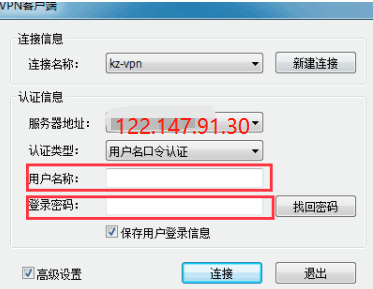 VPN客户端
连接信息
连接名称: kz-vpn 新建连接
认证信息
服务器地址: 122.147.91.30
认证类型: 用户名口令认证
用户名称:
登录密码: 找回密码
保存用户登录信息
高级设置 连接 退出